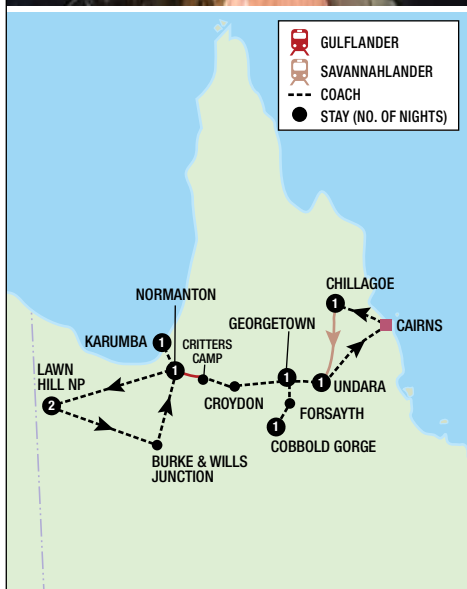 GULFLANDER
SAVANNAHLANDER
COACH
STAY (NO. OF NIGHTS)
CHILLAGOE
1
NORMANTON
CAIRNS
GEORGETOWN
KARUMBA
1
CRITTERS
CAMP
LAWN
HILL NP
1
1
1
UNDARA
2
CROYDON
FORSAYTH
1
COBBOLD GORGE
BURKE & WILLS
JUNCTION